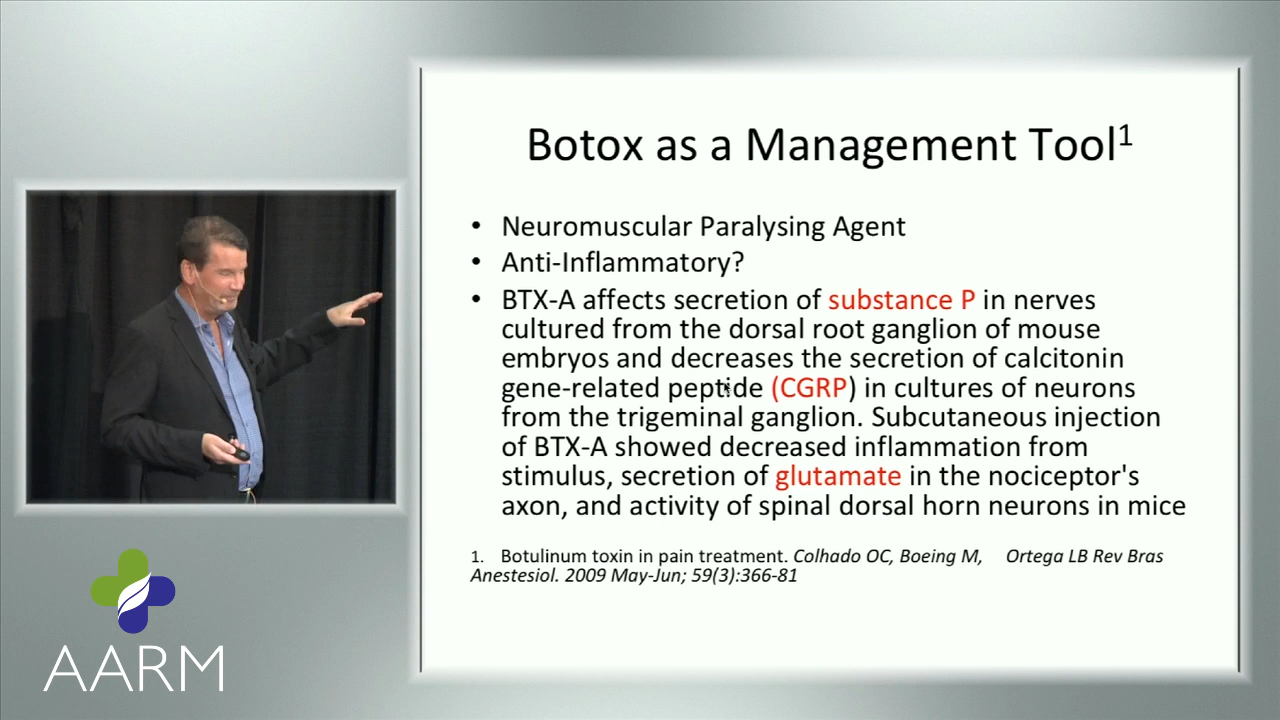 Botox as a Management Tool1
• Neuromuscular Paralysing Agent
• Anti-Inflammatory?
• BTX-A affects secretion of substance P in nerves
cultured from the dorsal root ganglion of mouse
embryos and decreases the secretion of calcitonin
gene-related peptide (CGRP) in cultures of neurons
from the trigeminal ganglion. Subcutaneous injection
of BTX-A showed decreased inflammation from
stimulus, secretion of glutamate in the nociceptor's
axon, and activity of spinal dorsal horn neurons in mice
1. Botulinum toxin in pain treatment. Colhado OC, Boeing M, Ortega LB Rev Bras
Anestesiol. 2009 May-Jun; 59(3):366-81
AARM